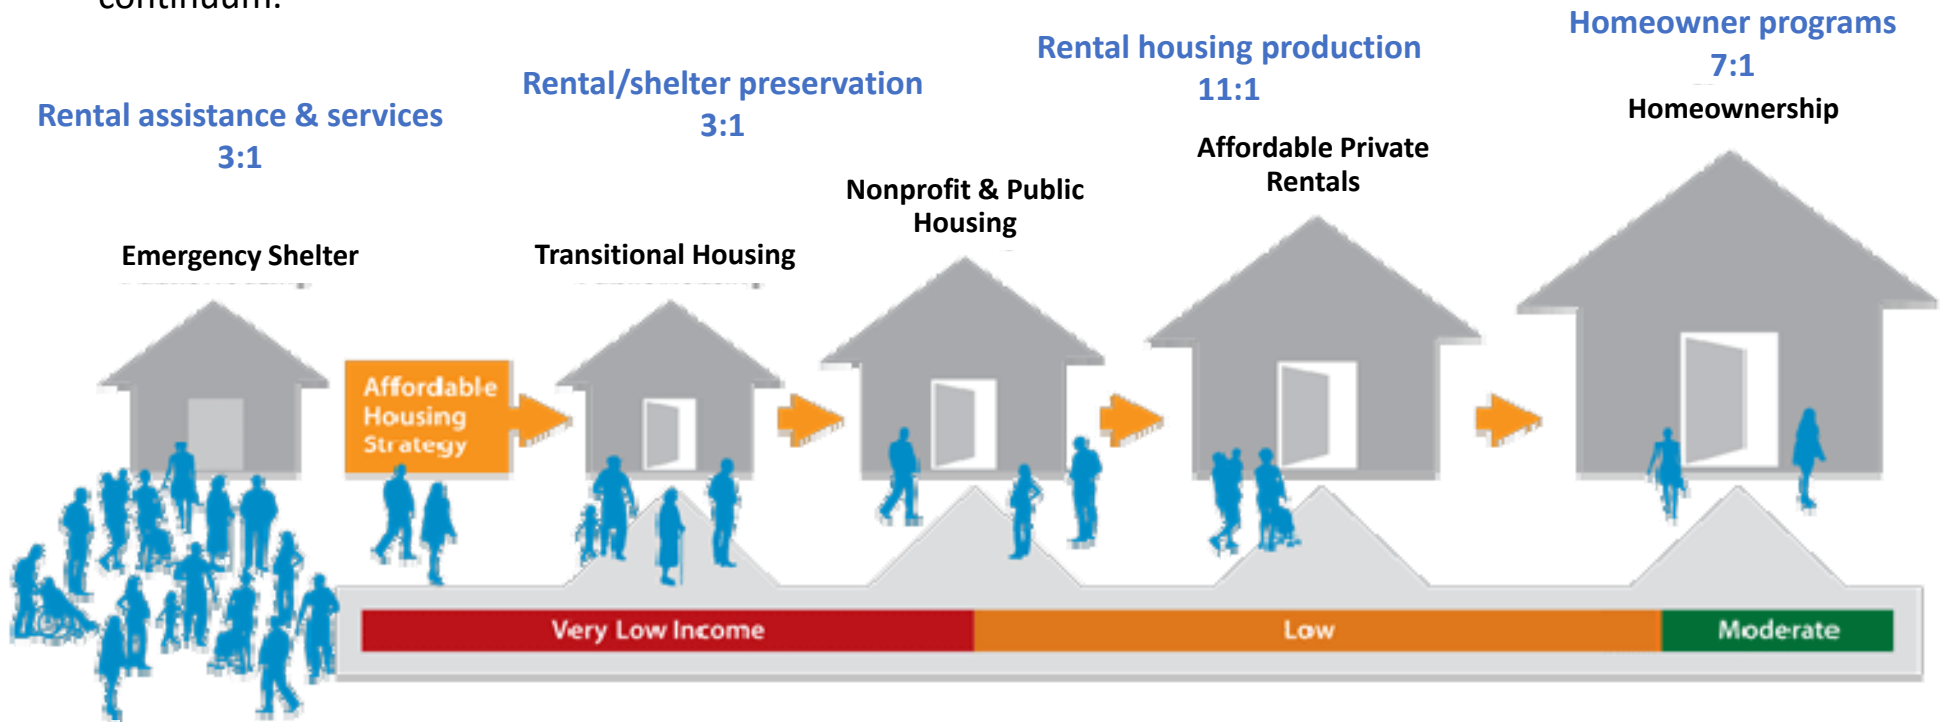 continuum.
Homeowner programs
7:1
Rental housing production
11:1
Rental/shelter preservation
3:1
Rental assistance & services
3:1
Homeownership
Affordable Private
Rentals
Nonprofit & Public
Housing
Transitional Housing
Emergency Shelter
Affordable
Housing
Strategy
Very Low Income
Low
Moderate